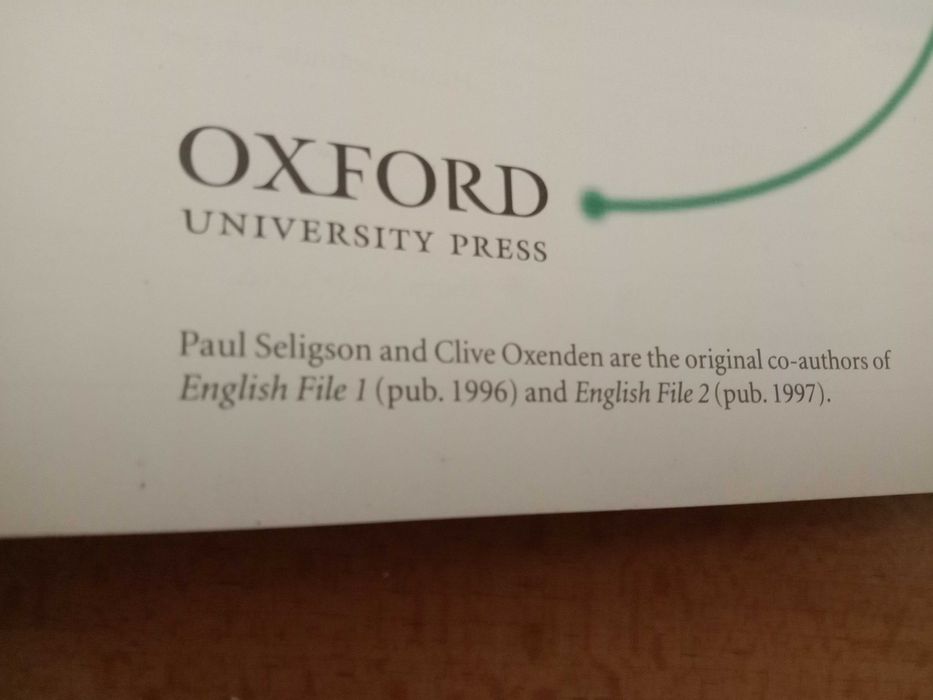 OXFORD
UNIVERSITY PRESS
Paul Seligson and Clive Oxenden are the original co-authors of
English File 1 (pub. 1996) and English File 2 (pub. 1997).